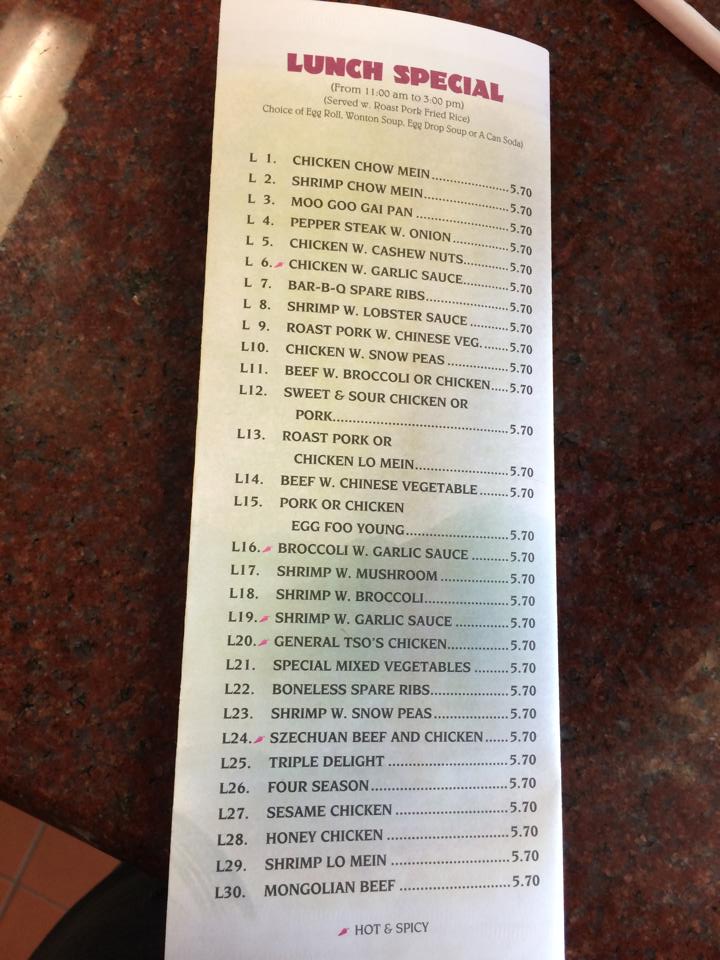 LUNCH SPECIAL
(From 11:00 am to 3:00 pm)
(Served w. Roast Pork Fried Rice)
Choice of Egg Roll, Wonton Soup, Egg Drop Soup or A Can Soda)
L 1. CHICKEN CHOW MEIN....................5.70
L 2. SHRIMP CHOW MEIN......................5.70
L 3. MOO GOO GAI PAN ......................5.70
L 4. PEPPER STEAK W. ONION..............5.70
L 5. CHICKEN W. CASHEW NUTS...........5.70
L 6. CHICKEN W. GARLIC SAUCE...........5.70
L 7. BAR-B-Q SPARE RIBS.....................5.70
L 8. SHRIMP W. LOBSTER SAUCE ..........5.70
L 9. ROAST PORK W. CHINESE VEG. ......5.70
L10. CHICKEN W. SNOW PEAS ...............5.70
L11. BEEF W. BROCCOLI OR CHICKEN.....5.70
L12. SWEET & SOUR CHICKEN OR
PORK...........................................5.70
L13. ROAST PORK OR
CHICKEN LO MEIN.......................5.70
L14. BEEF W. CHINESE VEGETABLE........5.70
L15. PORK OR CHICKEN
EGG FOO YOUNG..........................5.70
L16. BROCCOLI W. GARLIC SAUCE ..........5.70
L17. SHRIMP W. MUSHROOM .................5.70
L18. SHRIMP W. BROCCOLI.....................5.70
L19. SHRIMP W. GARLIC SAUCE ..............5.70
L20. GENERAL TSO'S CHICKEN...............5.70
L21. SPECIAL MIXED VEGETABLES .........5.70
L22. BONELESS SPARE RIBS...................5.70
L23. SHRIMP W. SNOW PEAS...................5.70
L24. SZECHUAN BEEF AND CHICKEN......5.70
L25. TRIPLE DELIGHT .............................5.70
L26. FOUR SEASON.................................5.70
L27. SESAME CHICKEN ...........................5.70
L28. HONEY CHICKEN .............................5.70
L29. SHRIMP LO MEIN .............................5.70
L30. MONGOLIAN BEEF ...........................5.70
HOT & SPICY